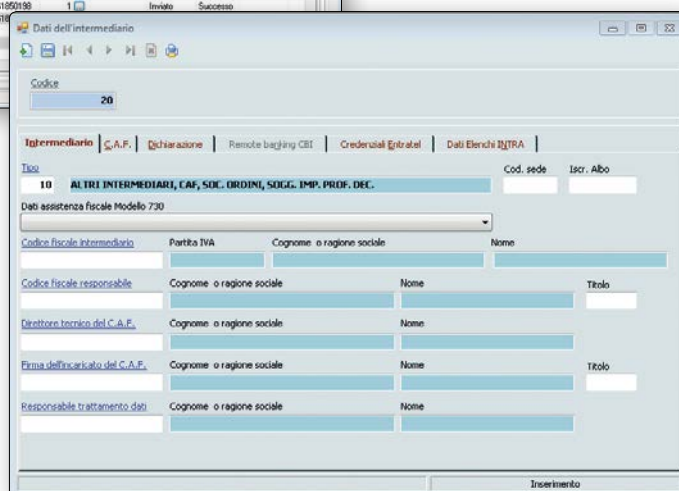 1 Inviato Successo
Dati dell'intermediario
Codice
20
Intermediario C.A.F. Dichiarazione Remote banking CBI Credenziali Entratel Dati Elenchi INTRA
Tipo Cod. sede Iscr. Albo
10 ALTRI INTERMEDIARI, CAF, SOC. ORDINI, SOGG. IMP. PROF. DEC.
Dati assistenza fiscale Modello 730
Codice fiscale intermediario Partita IVA Cognome o ragione sociale Nome
Codice fiscale responsabile Cognome o ragione sociale Nome Titolo
Direttore tecnico del C.A.F. Cognome o ragione sociale Nome
Firma dell'incaricato del C.A.F. Cognome o ragione sociale Nome Titolo
Responsabile trattamento dati Cognome o ragione sociale Nome
Inserimento